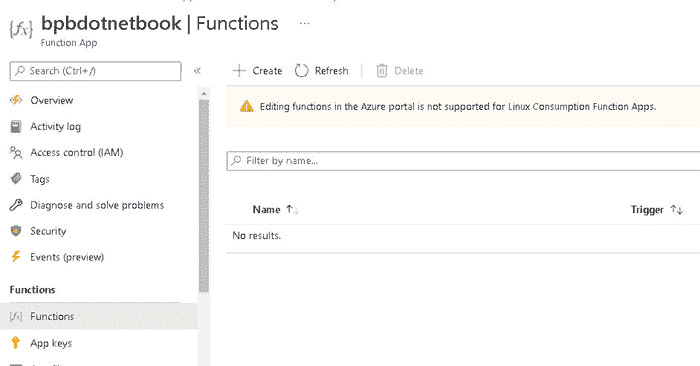 {fx}
bpbdotnetbook | Functions ...
Function App
Search (Ctrl+/)
«
Create
Refresh
Delete
Overview
Activity log
Access control (IAM)
Tags
Diagnose and solve problems
Security
Events (preview)
Functions
Functions
App keys
Editing functions in the Azure portal is not supported for Linux Consumption Function Apps.
Filter by name...
Name ↑↓
Trigger ↑↓
No results.